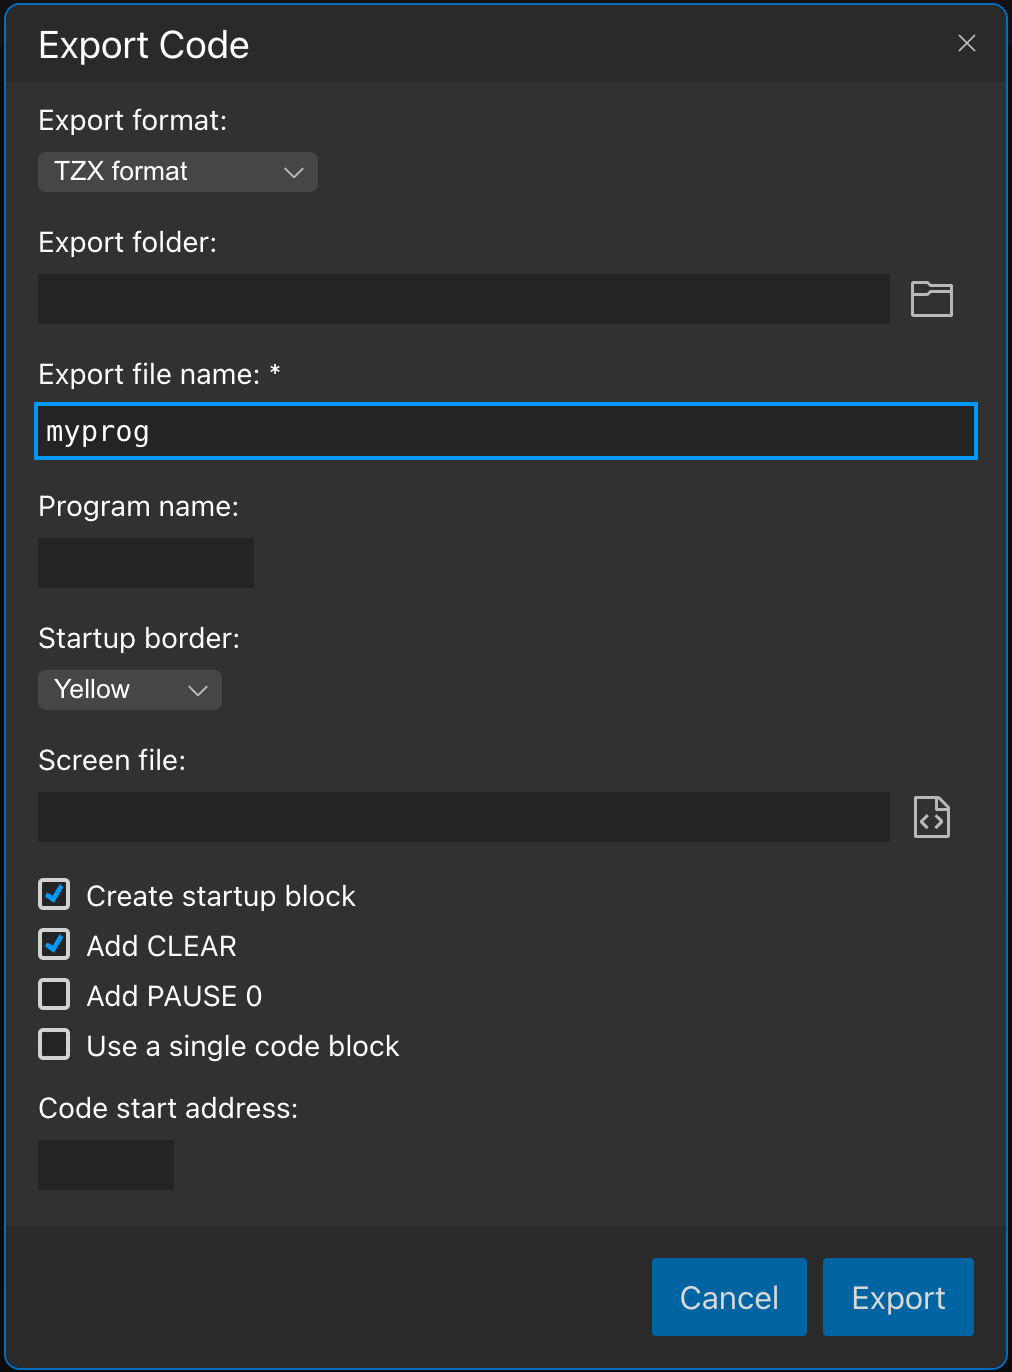 Export Code
Export format:
TZX format
Export folder:
Export file name: *
myprog
Program name:
Startup border:
Yellow
Screen file:
Create startup block
Add CLEAR
Add PAUSE 0
Use a single code block
Code start address:
Cancel Export